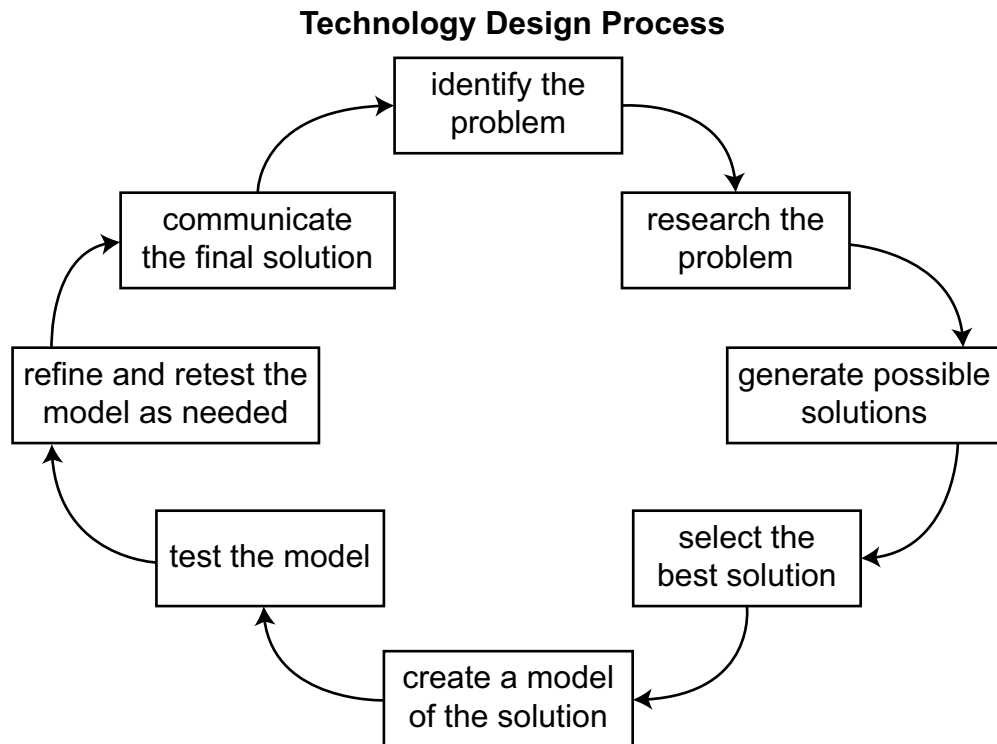 Technology Design Process
identify the
problem
research the
problem
generate possible
solutions
select the
best solution
create a model
of the solution
test the model
refine and retest the
model as needed
communicate
the final solution